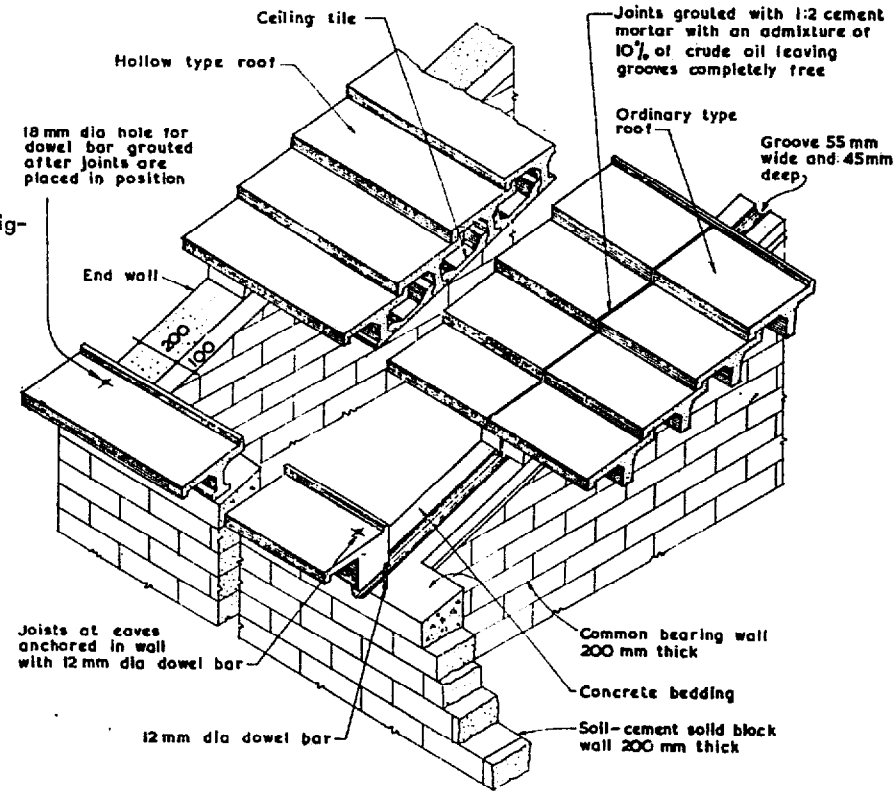 Ceiling tile
Hollow type roof
18 mm dia hole for
dowel bar grouted
after joints are
placed in position
ig-
End wall
200
100
Joints grouted with 1:2 cement
mortar with an admixture of
10% of crude oil leaving
grooves completely free
Ordinary type
roof
Groove 55 mm
wide and 45mm
deep
Joists at eaves
anchored in wall
with 12 mm dia dowel bar
12 mm dia dowel bar
Common bearing wall
200 mm thick
Concrete bedding
Soil-cement solid block
wall 200 mm thick